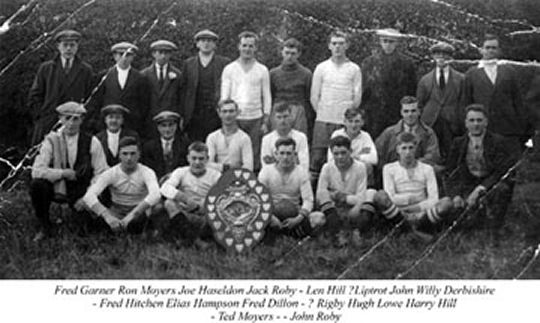 Fred Garner Ron Moyers Joe Haseldon Jack Roby - Len Hill ?Liptrot John Willy Derbishire
- Fred Hitchen Elias Hampson Fred Dillon - ? Rigby Hugh Lowe Harry Hill
- Ted Moyers - - John Roby